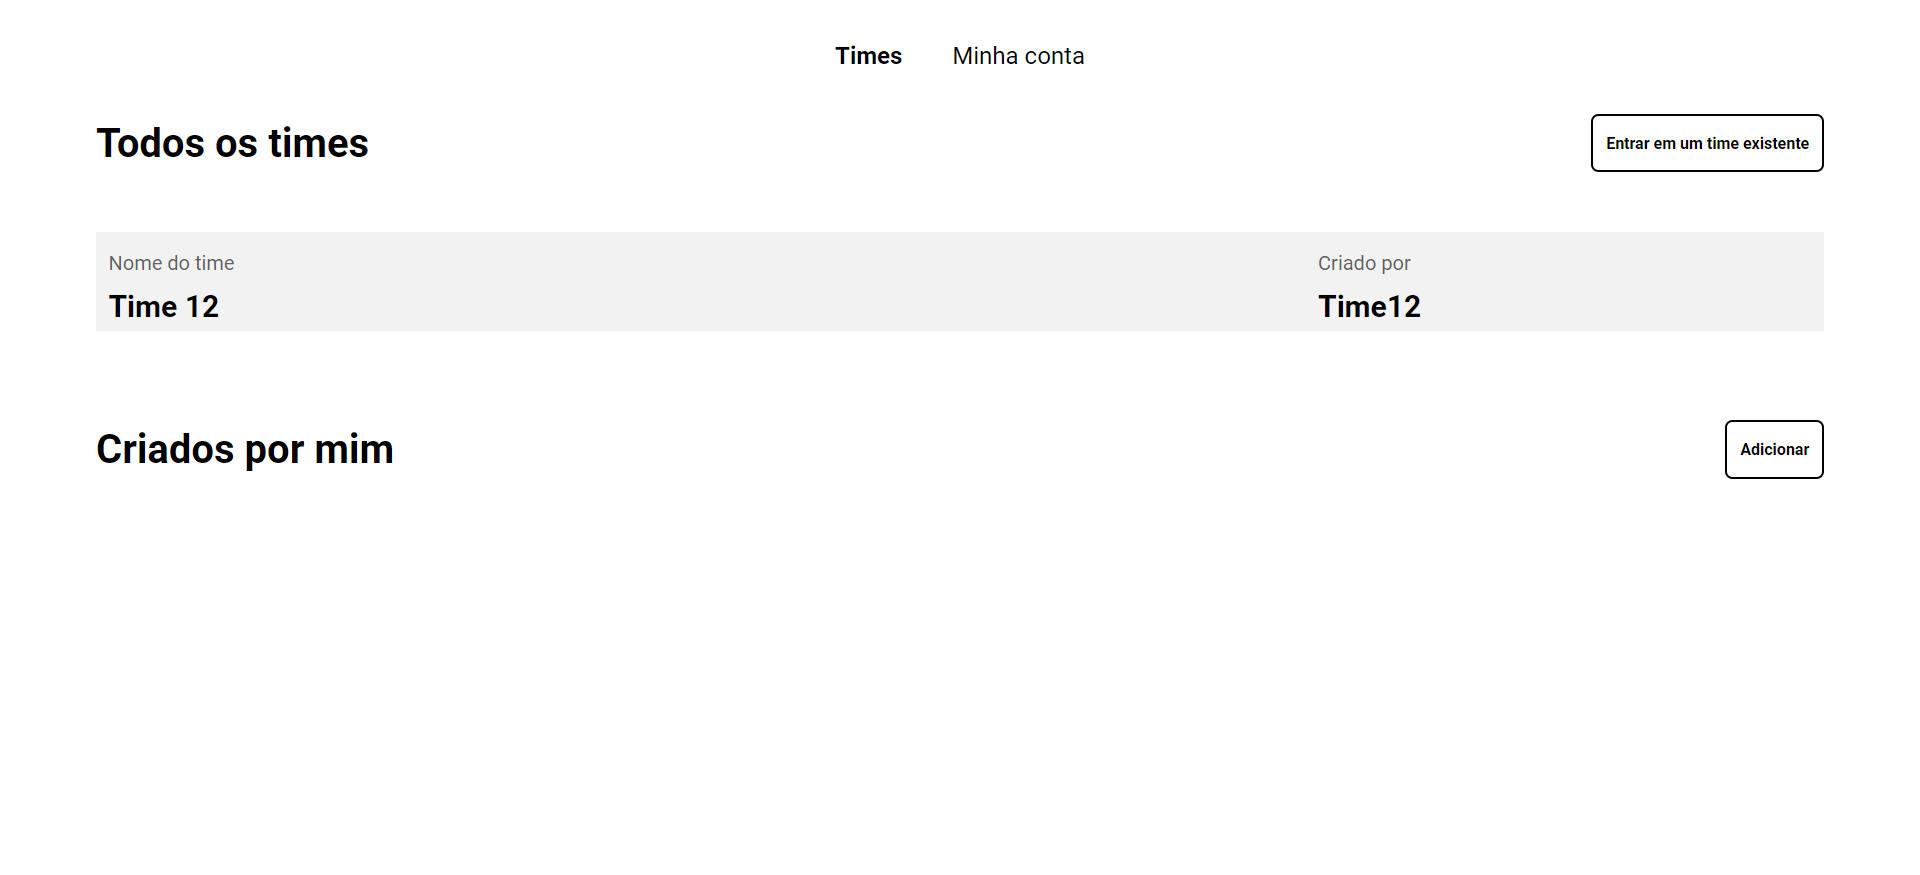 Times Minha conta
Todos os times
Entrar em um time existente
Nome do time Criado por
Time 12 Time12
Criados por mim
Adicionar